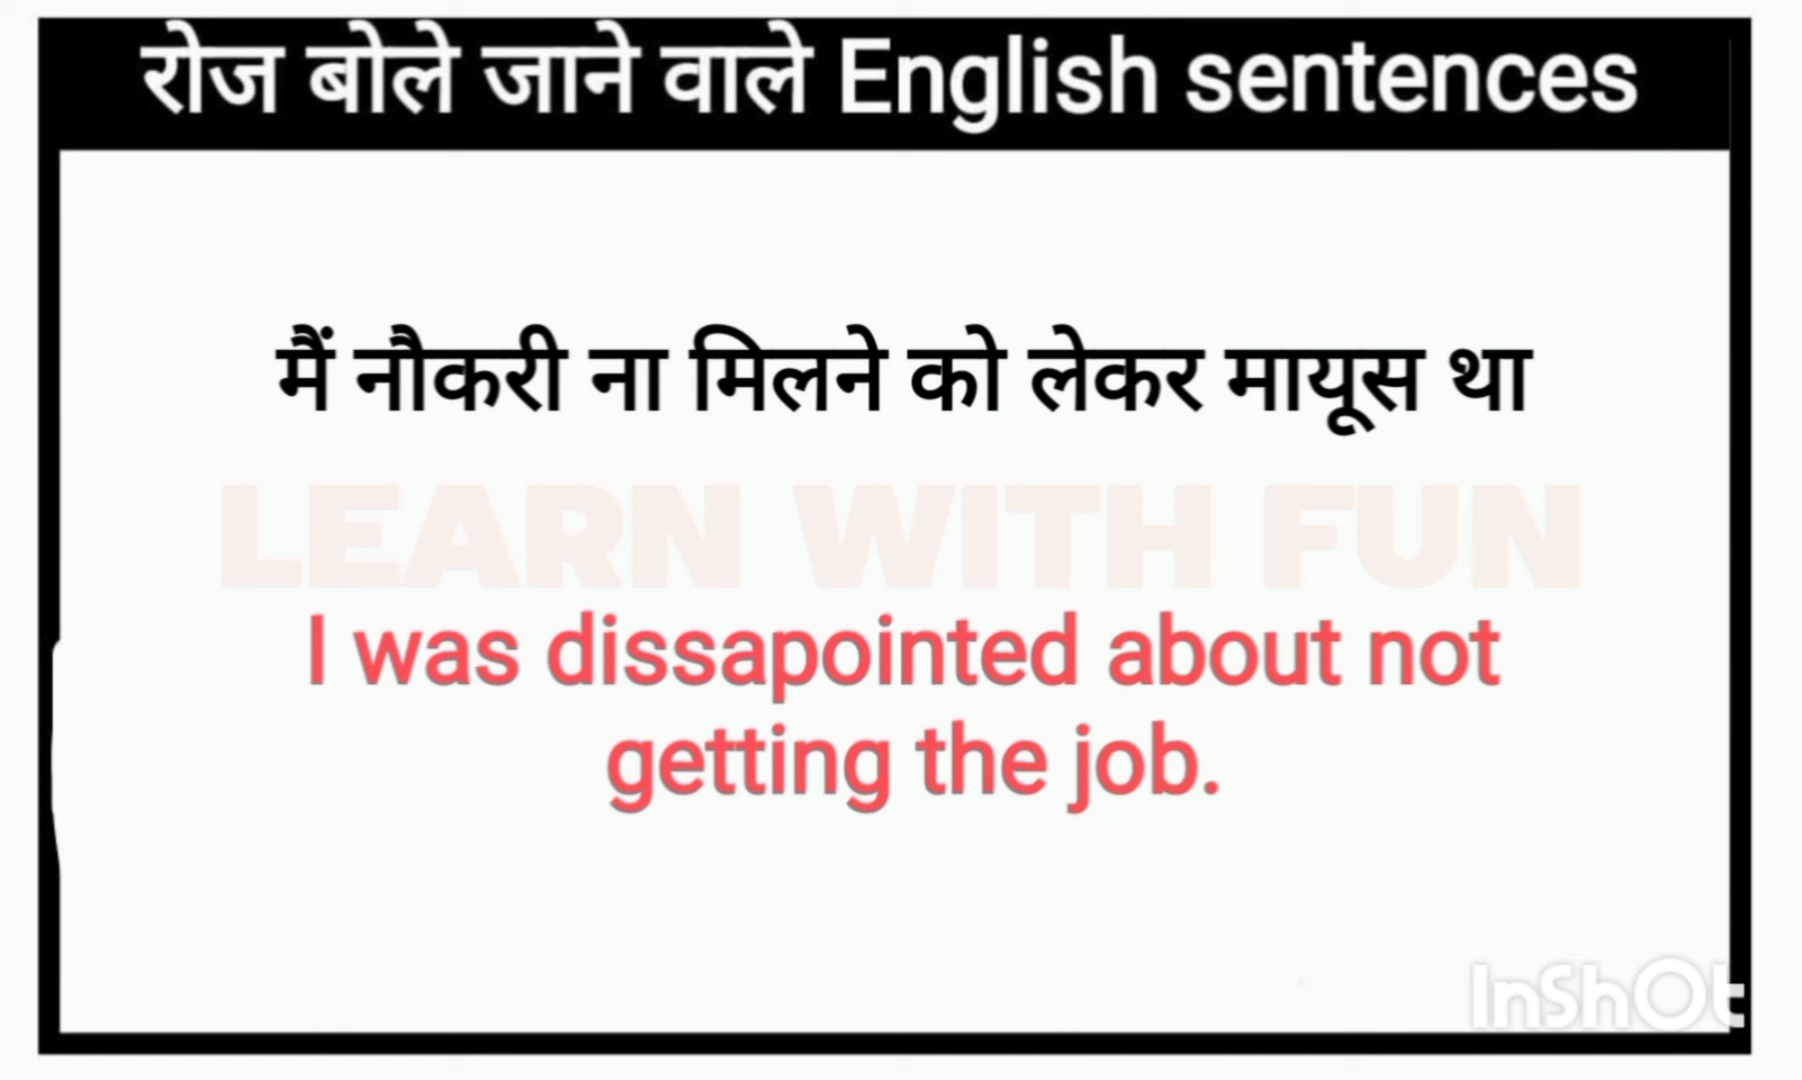 रोज बोले जाने वाले English sentences
मैं नौकरी ना मिलने को लेकर मायूस था
LEARN WITH FUN
I was dissapointed about not
getting the job.
InShOt